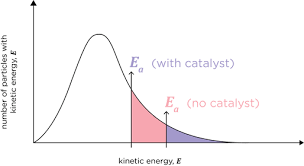 number of particles with
kinetic energy, E
Ea (with catalyst)
Ea (no catalyst)
kinetic energy, E